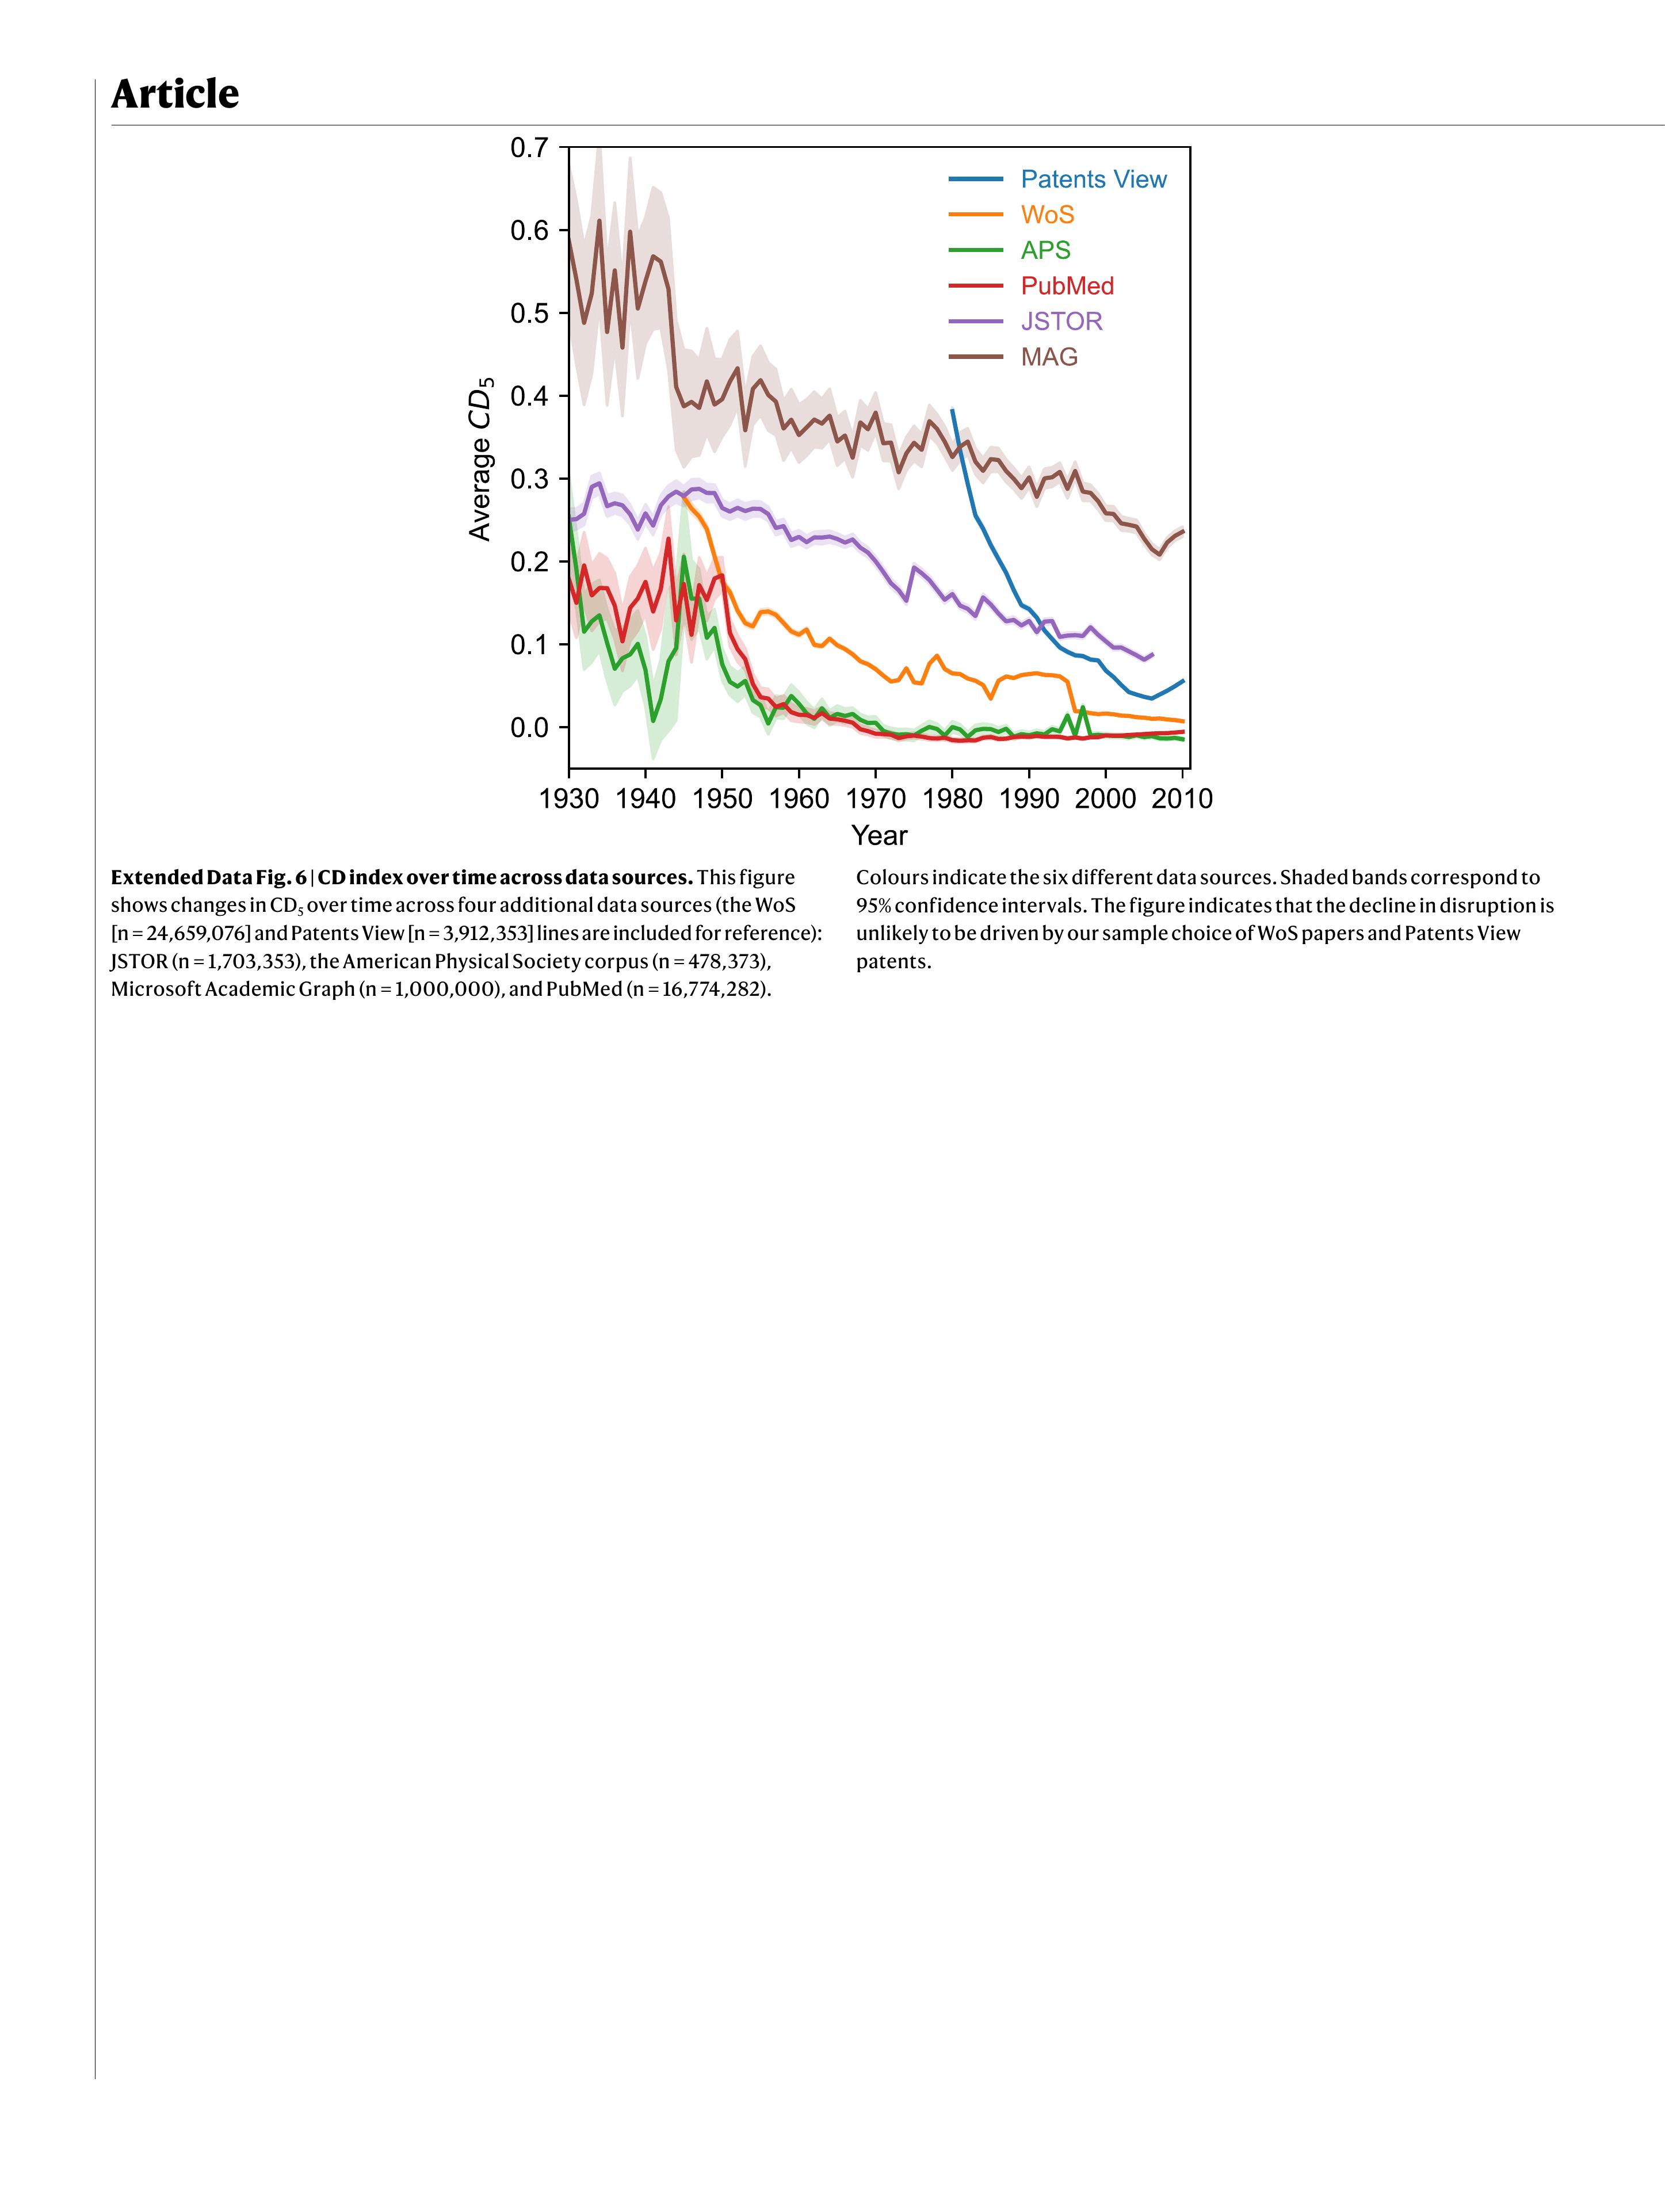 Article
0.7
0.6
0.5
0.4
0.3
0.2
0.1
0.0
Average CD5
Patents View
WoS
APS
PubMed
JSTOR
MAG
1930 1940 1950 1960 1970 1980 1990 2000 2010
Year
Extended Data Fig. 6 | CD index over time across data sources. This figure
shows changes in CD5 over time across four additional data sources (the WoS
[n = 24,659,076] and Patents View [n = 3,912,353] lines are included for reference):
JSTOR (n = 1,703,353), the American Physical Society corpus (n = 478,373),
Microsoft Academic Graph (n = 1,000,000), and PubMed (n = 16,774,282).
Colours indicate the six different data sources. Shaded bands correspond to
95% confidence intervals. The figure indicates that the decline in disruption is
unlikely to be driven by our sample choice of WoS papers and Patents View
patents.